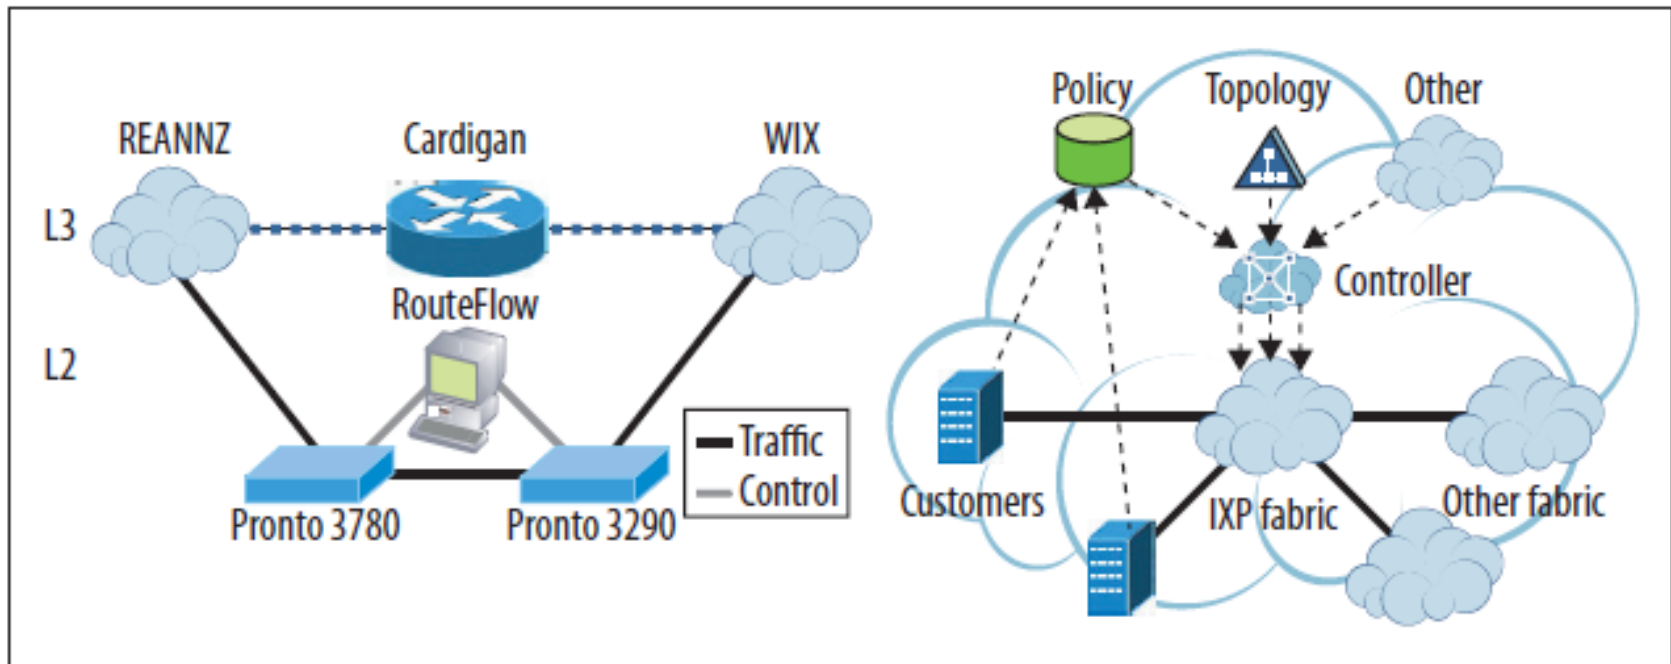 REANNZ
Cardigan
WIX
L3
RouteFlow
L2
Traffic
Control
Pronto 3780
Pronto 3290
Policy
Topology
Other
Controller
Customers
IXP fabric
Other fabric